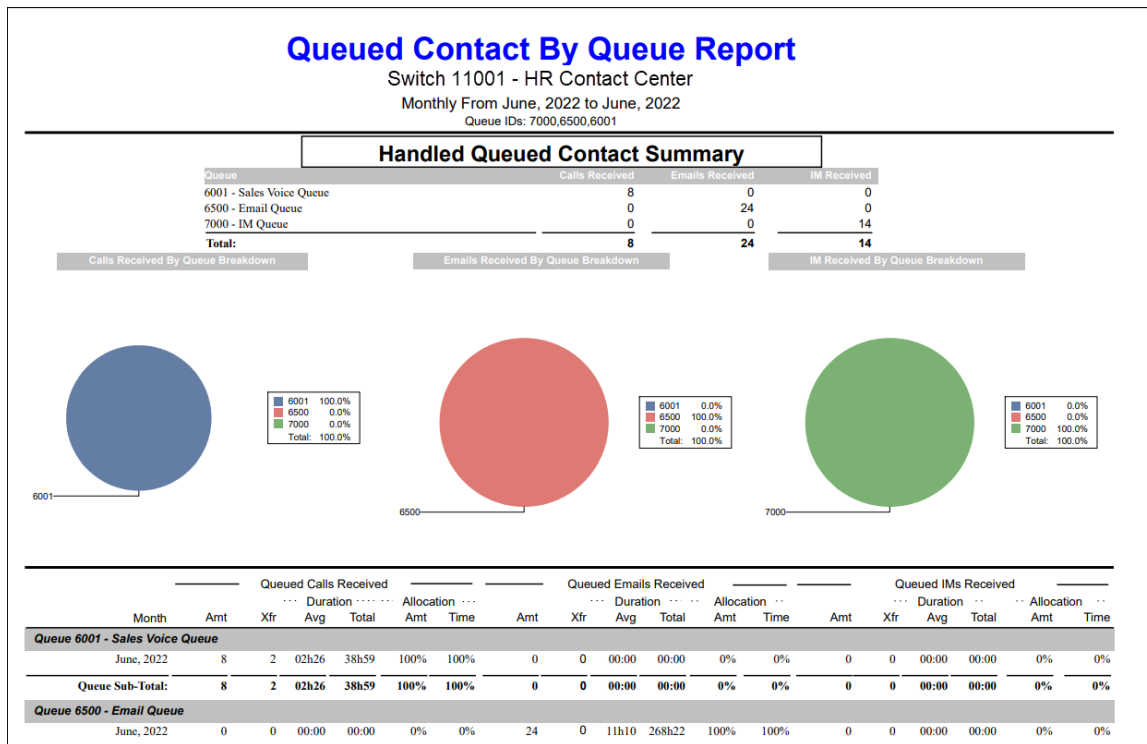 Queued Contact By Queue Report
Switch 11001 - HR Contact Center
Monthly From June, 2022 to June, 2022
Queue IDs: 7000,6500,6001
Handled Queued Contact Summary
Queue Calls Received Emails Received IM Received
6001 - Sales Voice Queue 8 0 0
6500 - Email Queue 0 24 0
7000 - IM Queue 0 0 14
Total: 8 24 14
Calls Received By Queue Breakdown Emails Received By Queue Breakdown IM Received By Queue Breakdown
6001 100.0%
6500 0.0%
7000 0.0%
Total: 100.0%
6001
6001 0.0%
6500 100.0%
7000 0.0%
Total: 100.0%
6500
6001 0.0%
6500 0.0%
7000 100.0%
Total: 100.0%
7000
Queued Calls Received Queued Emails Received Queued IMs Received
Duration Allocation Duration Allocation Duration Allocation
Month Amt Xfr Avg Total Amt Time Amt Xfr Avg Total Amt Time Amt Xfr Avg Total Amt Time
Queue 6001 - Sales Voice Queue
June, 2022 8 2 02h26 38h59 100% 100% 0 0 00:00 00:00 0% 0% 0 0 00:00 00:00 0% 0%
Queue Sub-Total: 8 2 02h26 38h59 100% 100% 0 0 00:00 00:00 0% 0% 0 0 00:00 00:00 0% 0%
Queue 6500 - Email Queue
June, 2022 0 0 00:00 00:00 0% 0% 24 0 11h10 268h22 100% 100% 0 0 00:00 00:00 0% 0%